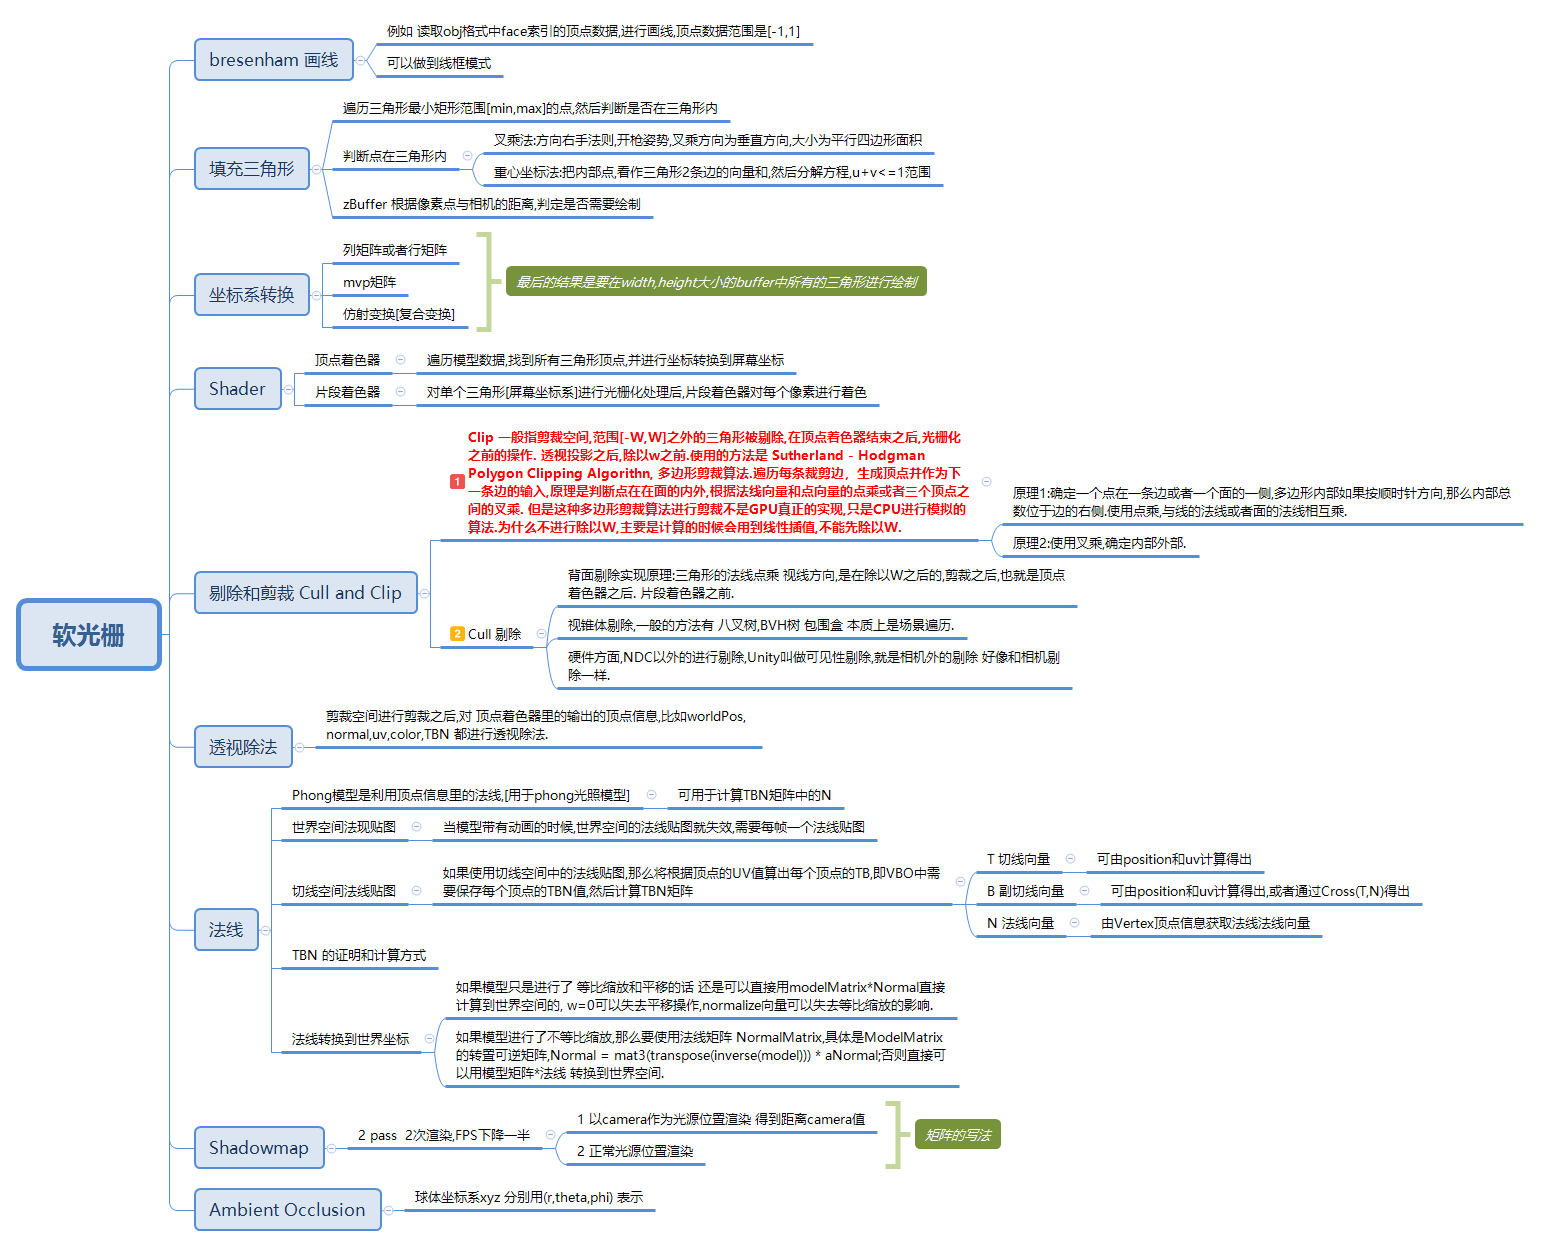 软光栅
bresenham 画线
例如 读取obj格式中face索引的顶点数据,进行画线,顶点数据范围是[-1,1]
可以做到线框模式
填充三角形
遍历三角形最小矩形范围[min,max]的点,然后判断是否在三角形内
判断点在三角形内
叉乘法:方向右手法则,开枪姿势,叉乘方向为垂直方向,大小为平行四边形面积
重心坐标法:把内部点,看作三角形2条边的向量和,然后分解方程,u+v<=1范围
zBuffer 根据像素点与相机的距离,判定是否需要绘制
坐标系转换
列矩阵或者行矩阵
mvp矩阵
仿射变换[复合变换]
最后的结果是要在width,height大小的buffer中所有的三角形进行绘制
Shader
顶点着色器
遍历模型数据,找到所有三角形顶点,并进行坐标转换到屏幕坐标
片段着色器
对单个三角形[屏幕坐标系]进行光栅化处理后,片段着色器对每个像素进行着色
剔除和剪裁 Cull and Clip
1
Clip 一般指剪裁空间,范围[-W,W]之外的三角形被剔除,在顶点着色器结束之后,光栅化
之前的操作. 透视投影之后,除以w之前.使用的方法是 Sutherland - Hodgman
Polygon Clipping Algorithn, 多边形剪裁算法.遍历每条裁剪边，生成顶点并作为下
一条边的输入,原理是判断点在在面的内外,根据法线向量和点向量的点乘或者三个顶点之
间的叉乘. 但是这种多边形剪裁算法进行剪裁不是GPU真正的实现,只是CPU进行模拟的
算法.为什么不进行除以W,主要是计算的时候会用到线性插值,不能先除以W.
原理1:确定一个点在一条边或者一个面的一侧,多边形内部如果按顺时针方向,那么内部总
数位于边的右侧.使用点乘,与线的法线或者面的法线相互乘.
原理2:使用叉乘,确定内部外部.
2
Cull 剔除
背面剔除实现原理:三角形的法线点乘 视线方向,是在除以W之后的,剪裁之后,也就是顶点
着色器之后. 片段着色器之前.
视锥体剔除,一般的方法有 八叉树,BVH树 包围盒 本质上是场景遍历.
硬件方面,NDC以外的进行剔除,Unity叫做可见性剔除,就是相机外的剔除 好像和相机剔
除一样.
透视除法
剪裁空间进行剪裁之后,对 顶点着色器里的输出的顶点信息,比如worldPos,
normal,uv,color,TBN 都进行透视除法.
法线
Phong模型是利用顶点信息里的法线,[用于phong光照模型]
可用于计算TBN矩阵中的N
世界空间法现贴图
当模型带有动画的时候,世界空间的法线贴图就失效,需要每帧一个法线贴图
切线空间法线贴图
如果使用切线空间中的法线贴图,那么将根据顶点的UV值算出每个顶点的TB,即VBO中需
要保存每个顶点的TBN值,然后计算TBN矩阵
T 切线向量
可由position和uv计算得出
B 副切线向量
可由position和uv计算得出,或者通过Cross(T,N)得出
N 法线向量
由Vertex顶点信息获取法线法线向量
TBN 的证明和计算方式
法线转换到世界坐标
如果模型只是进行了 等比缩放和平移的话 还是可以直接用modelMatrix*Normal直接
计算到世界空间的, w=0可以失去平移操作,normalize向量可以失去等比缩放的影响.
如果模型进行了不等比缩放,那么要使用法线矩阵 NormalMatrix,具体是ModelMatrix
的转置可逆矩阵,Normal = mat3(transpose(inverse(model))) * aNormal;否则直接可
以用模型矩阵*法线 转换到世界空间.
Shadowmap
2 pass  2次渲染,FPS下降一半
1 以camera作为光源位置渲染 得到距离camera值
2 正常光源位置渲染
矩阵的写法
Ambient Occlusion
球体坐标系xyz 分别用(r,theta,phi) 表示